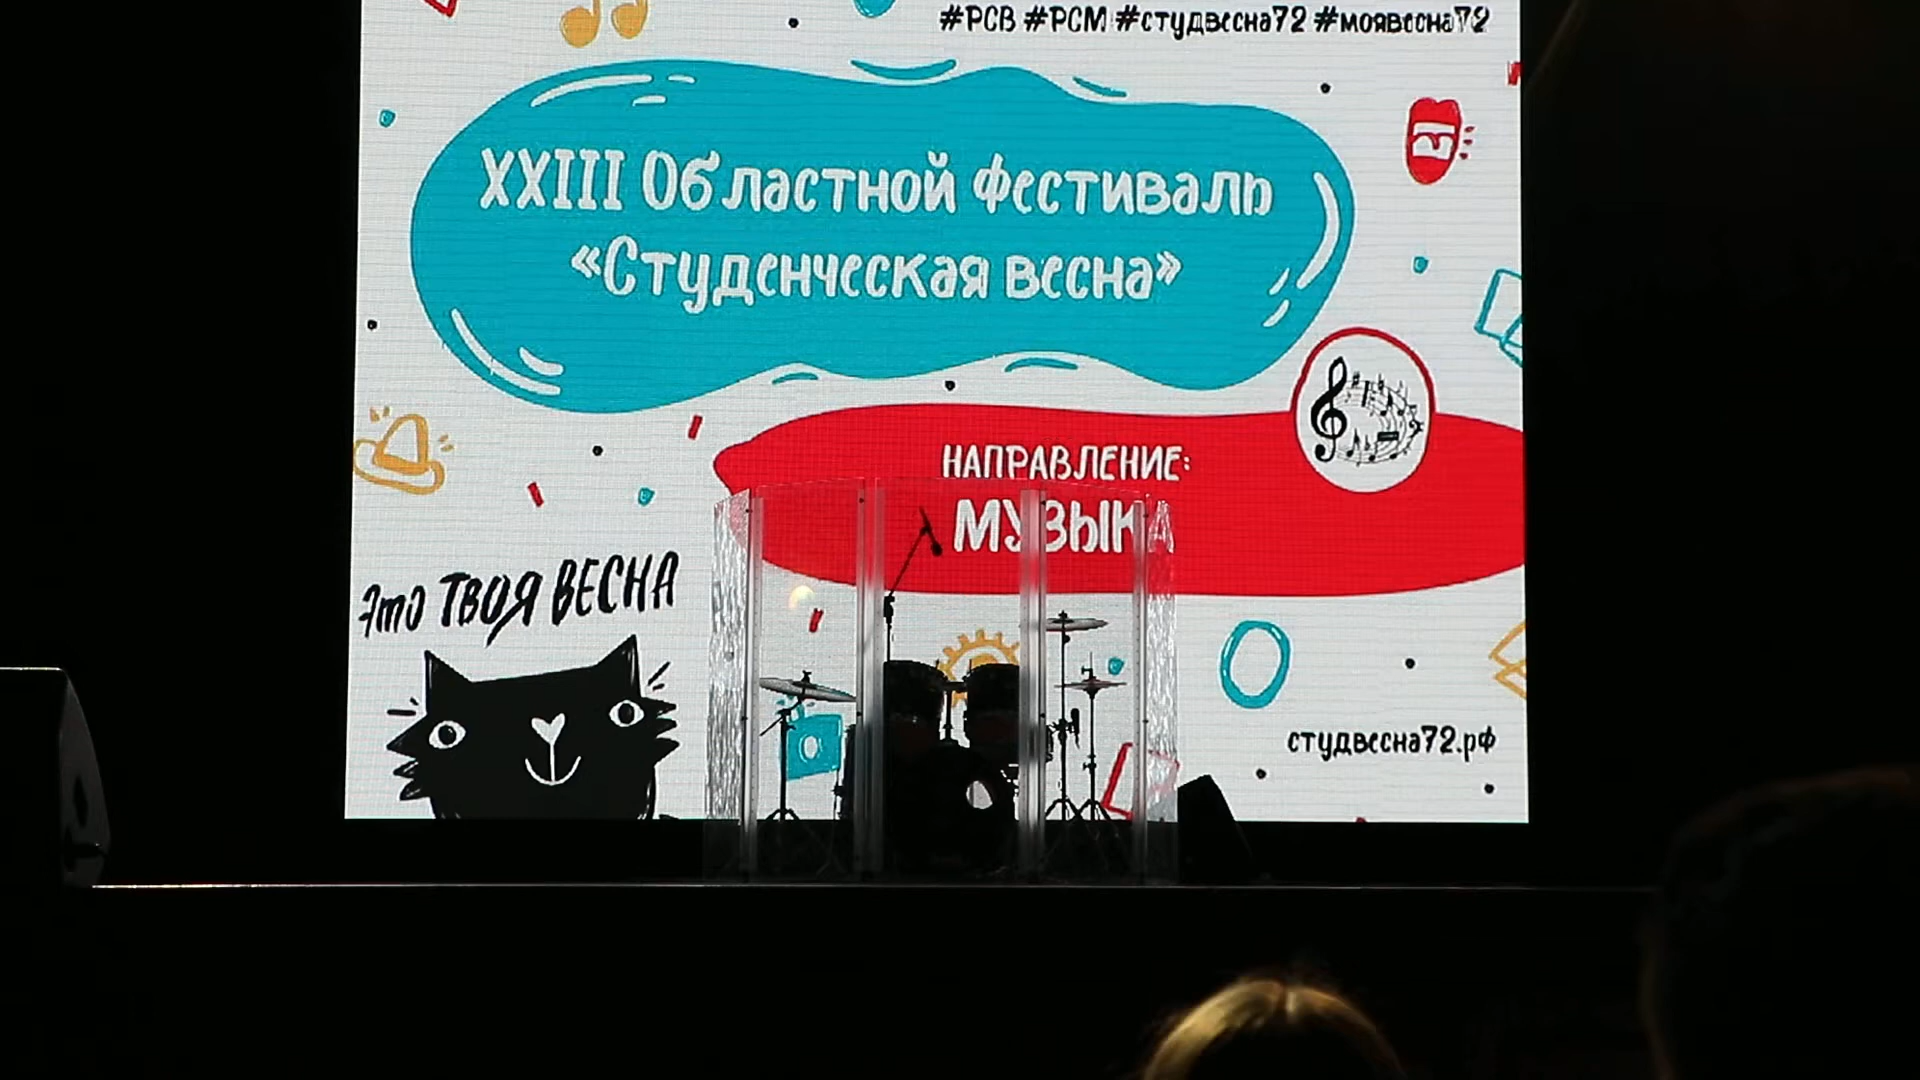 #РСВ #РСМ #студвесна72 #моявесна72
XXIII Областной фестиваль
«Студенческая весна»
НАПРАВЛЕНИЕ:
МУЗЫКА
Это ТВОЯ ВЕСНА
студвесна72.рф